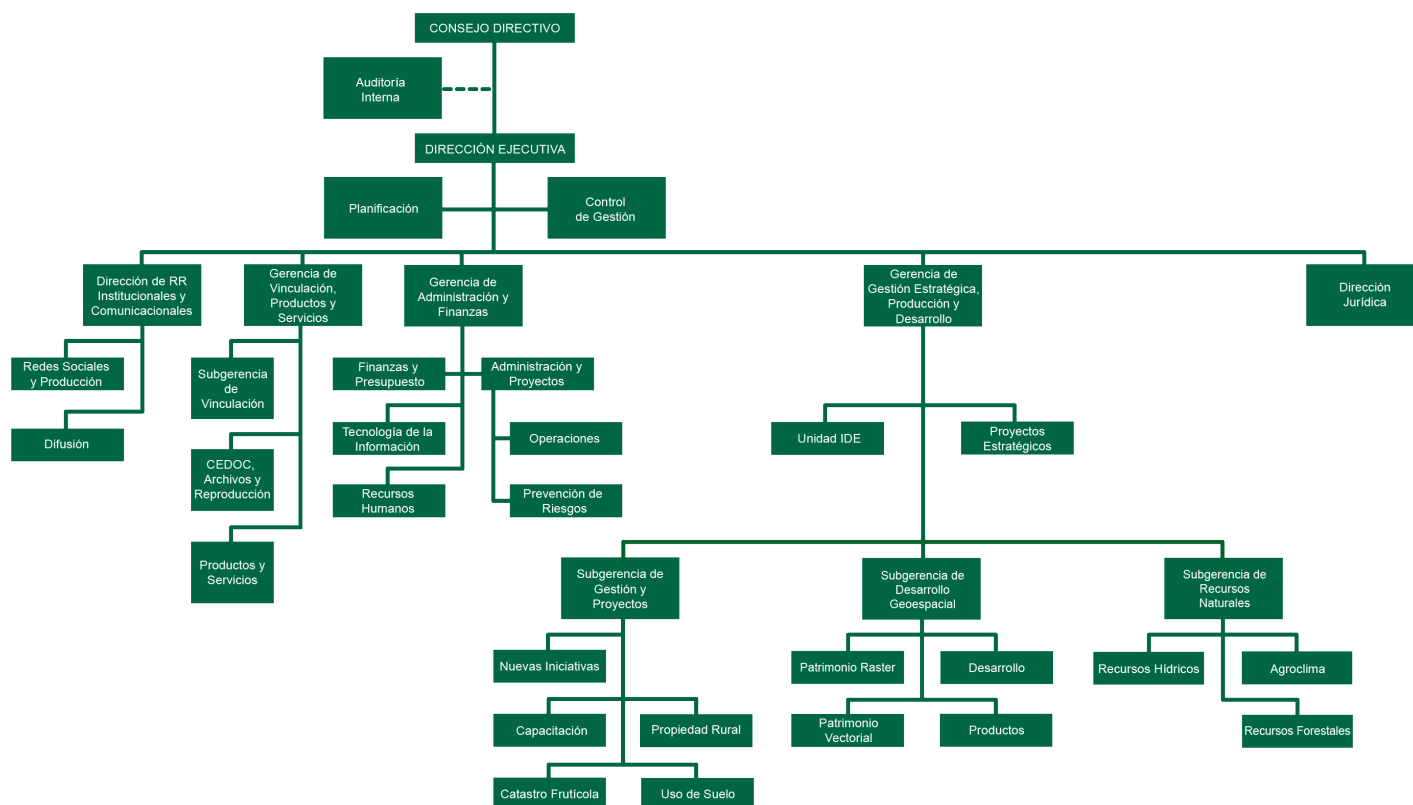 CONSEJO DIRECTIVO
Auditoría
Interna
DIRECCIÓN EJECUTIVA
Planificación
Control
de Gestión
Dirección de RR
Institucionales y
Comunicacionales
Gerencia de
Vinculación,
Productos y
Servicios
Gerencia de
Administración y
Finanzas
Gerencia de
Gestión Estratégica,
Producción y
Desarrollo
Dirección
Jurídica
Redes Sociales
y Producción
Difusión
Subgerencia
de
Vinculación
CEDOC,
Archivos y
Reproducción
Productos y
Servicios
Finanzas y
Presupuesto
Administración y
Proyectos
Tecnología de la
Información
Operaciones
Recursos
Humanos
Prevención de
Riesgos
Unidad IDE
Proyectos
Estratégicos
Subgerencia de
Gestión y
Proyectos
Subgerencia de
Desarrollo
Geoespacial
Subgerencia de
Recursos
Naturales
Nuevas Iniciativas
Capacitación
Propiedad Rural
Catastro Frutícola
Uso de Suelo
Patrimonio Raster
Desarrollo
Patrimonio
Vectorial
Productos
Recursos Hídricos
Agroclima
Recursos Forestales